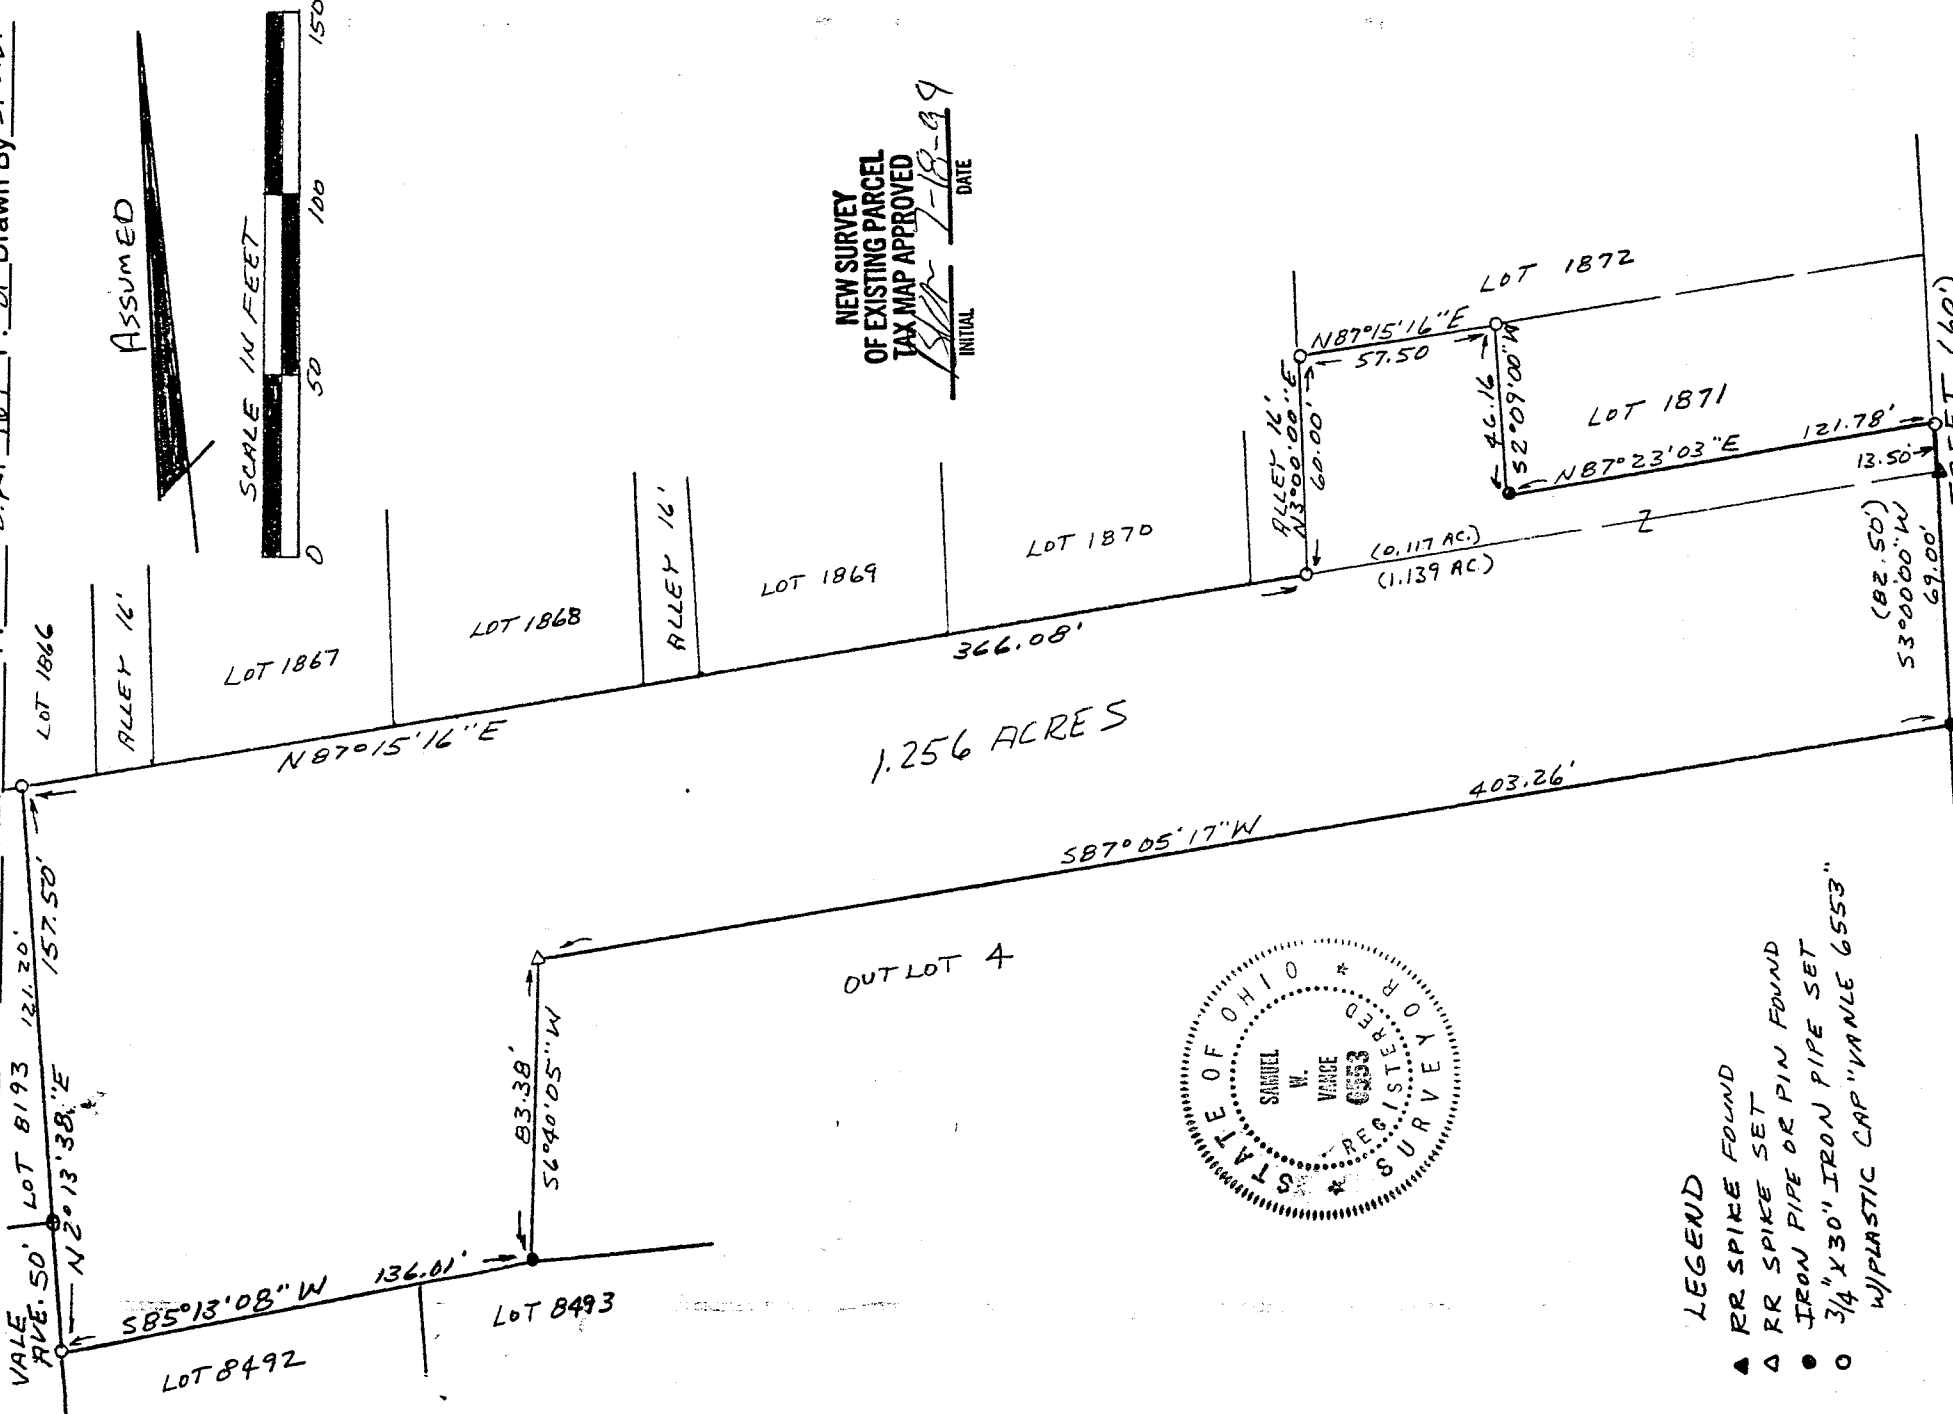 ASSUMED
SCALE IN FEET
0 50 100 150
NEW SURVEY
OF EXISTING PARCEL
TAX MAP APPROVED
7-18-99
INITIAL DATE
Drawn By
LOT 1866
ALLEY 16'
LOT 1867
LOT 1868
ALLEY 16'
LOT 1869
LOT 1870
ALLEY 16'
N3°00'00"E
60.00'
N87°15'16"E
57.50
LOT 1872
46.16
S2°09'00"W
LOT 1871
N87°23'03"E
121.78'
13.50'
(0.117 AC.)
(1.139 AC.)
(82.50')
S3°00'00"W
69.00'
N87°15'16"E
366.08'
1.256 ACRES
S87°05'17"W
403.26'
VALE
AVE. 50'
LOT 8193
121.20'
157.50'
N2°13'38"E
83.38'
S6°40'05"W
S85°13'08"W
136.01'
LOT 8492
LOT 8493
OUTLOT 4
STATE OF OHIO
SAMUEL
W.
VANCE
6553
REGISTERED
SURVEYOR
LEGEND
▲ RR SPIKE FOUND
△ RR SPIKE SET
● IRON PIPE OR PIN FOUND
○ 3/4" X 30" IRON PIPE SET
W/PLASTIC CAP "VANCE 6553"